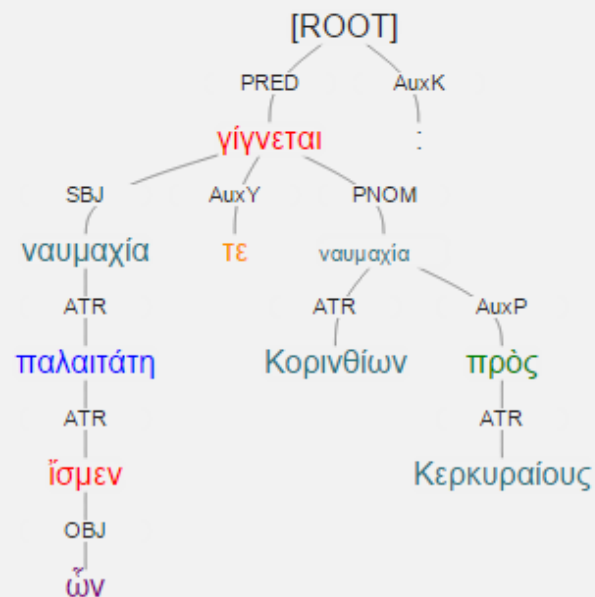 [ROOT]
PRED AuxK
γίγνεται :
SBJ AuxY PNOM
ναυμαχία τε ναυμαχία
ATR ATR AuxP
παλαιτάτη Κορινθίων πρὸς
ATR ATR
ἴσμεν Κερκυραίους
OBJ
ὧν